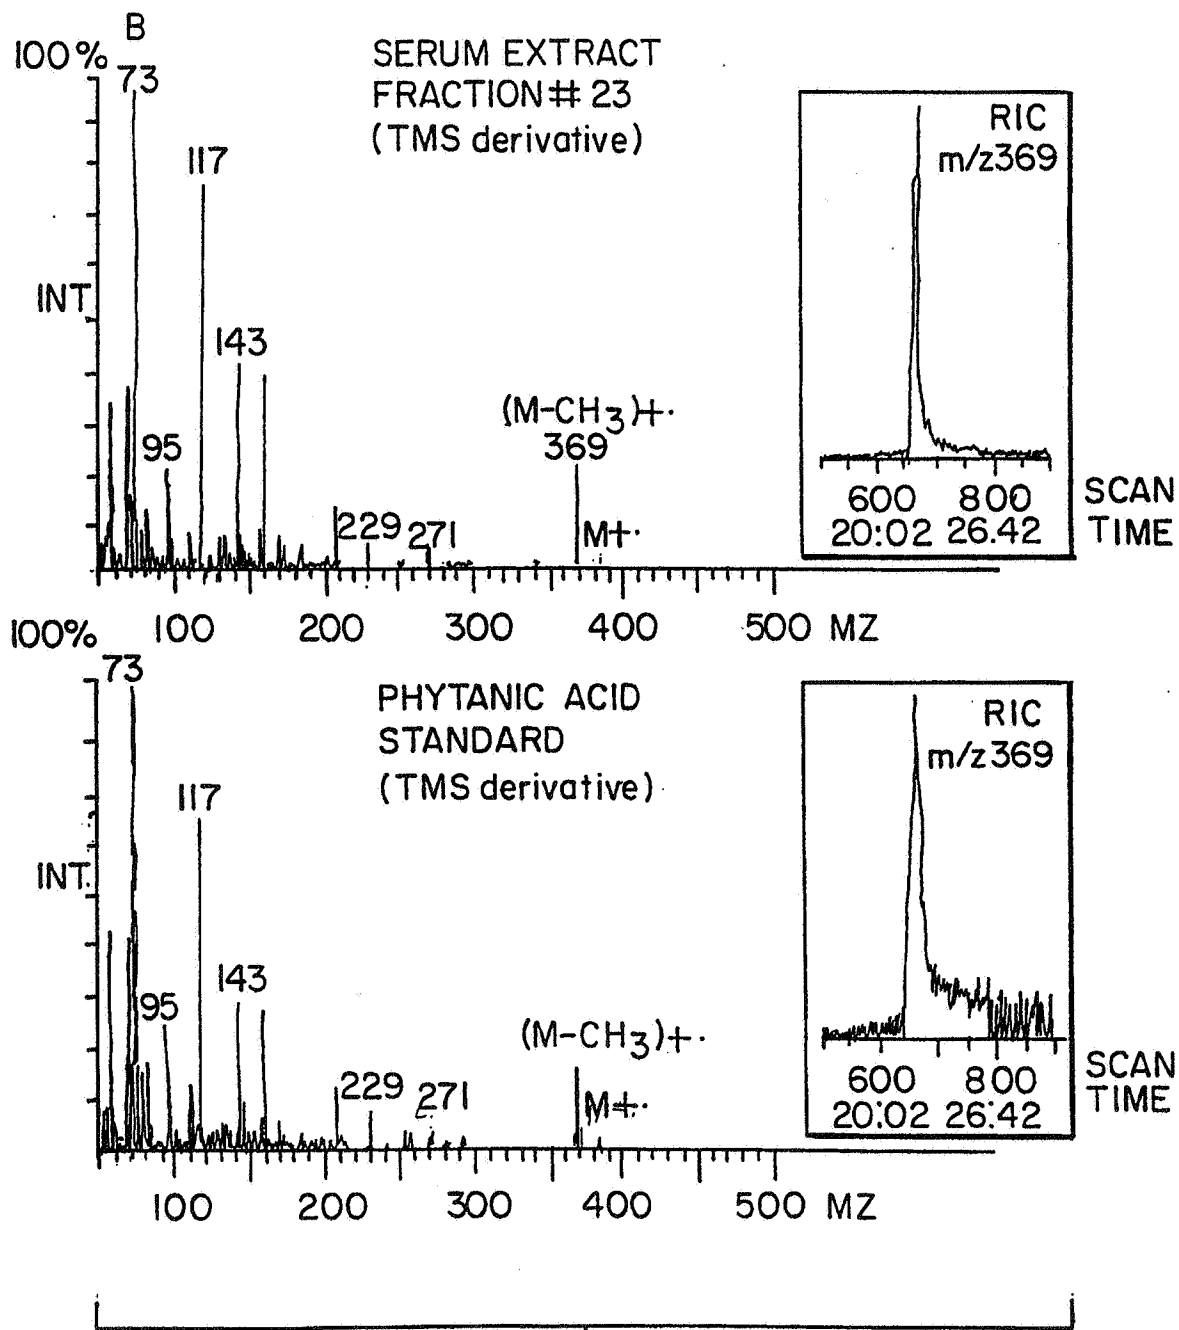 B
100%
73
SERUM EXTRACT
FRACTION # 23
(TMS derivative)
RIC
m/z369
117
INT.
143
(M-CH3)+·
369
95
229
271
M+·
600 800 SCAN
20:02 26.42 TIME
100 200 300 400 500 MZ
100%
73
PHYTANIC ACID
STANDARD
(TMS derivative)
RIC
m/z369
117
INT.
143
95
(M-CH3)+·
229
271
M+·
600 800 SCAN
20:02 26:42 TIME
100 200 300 400 500 MZ